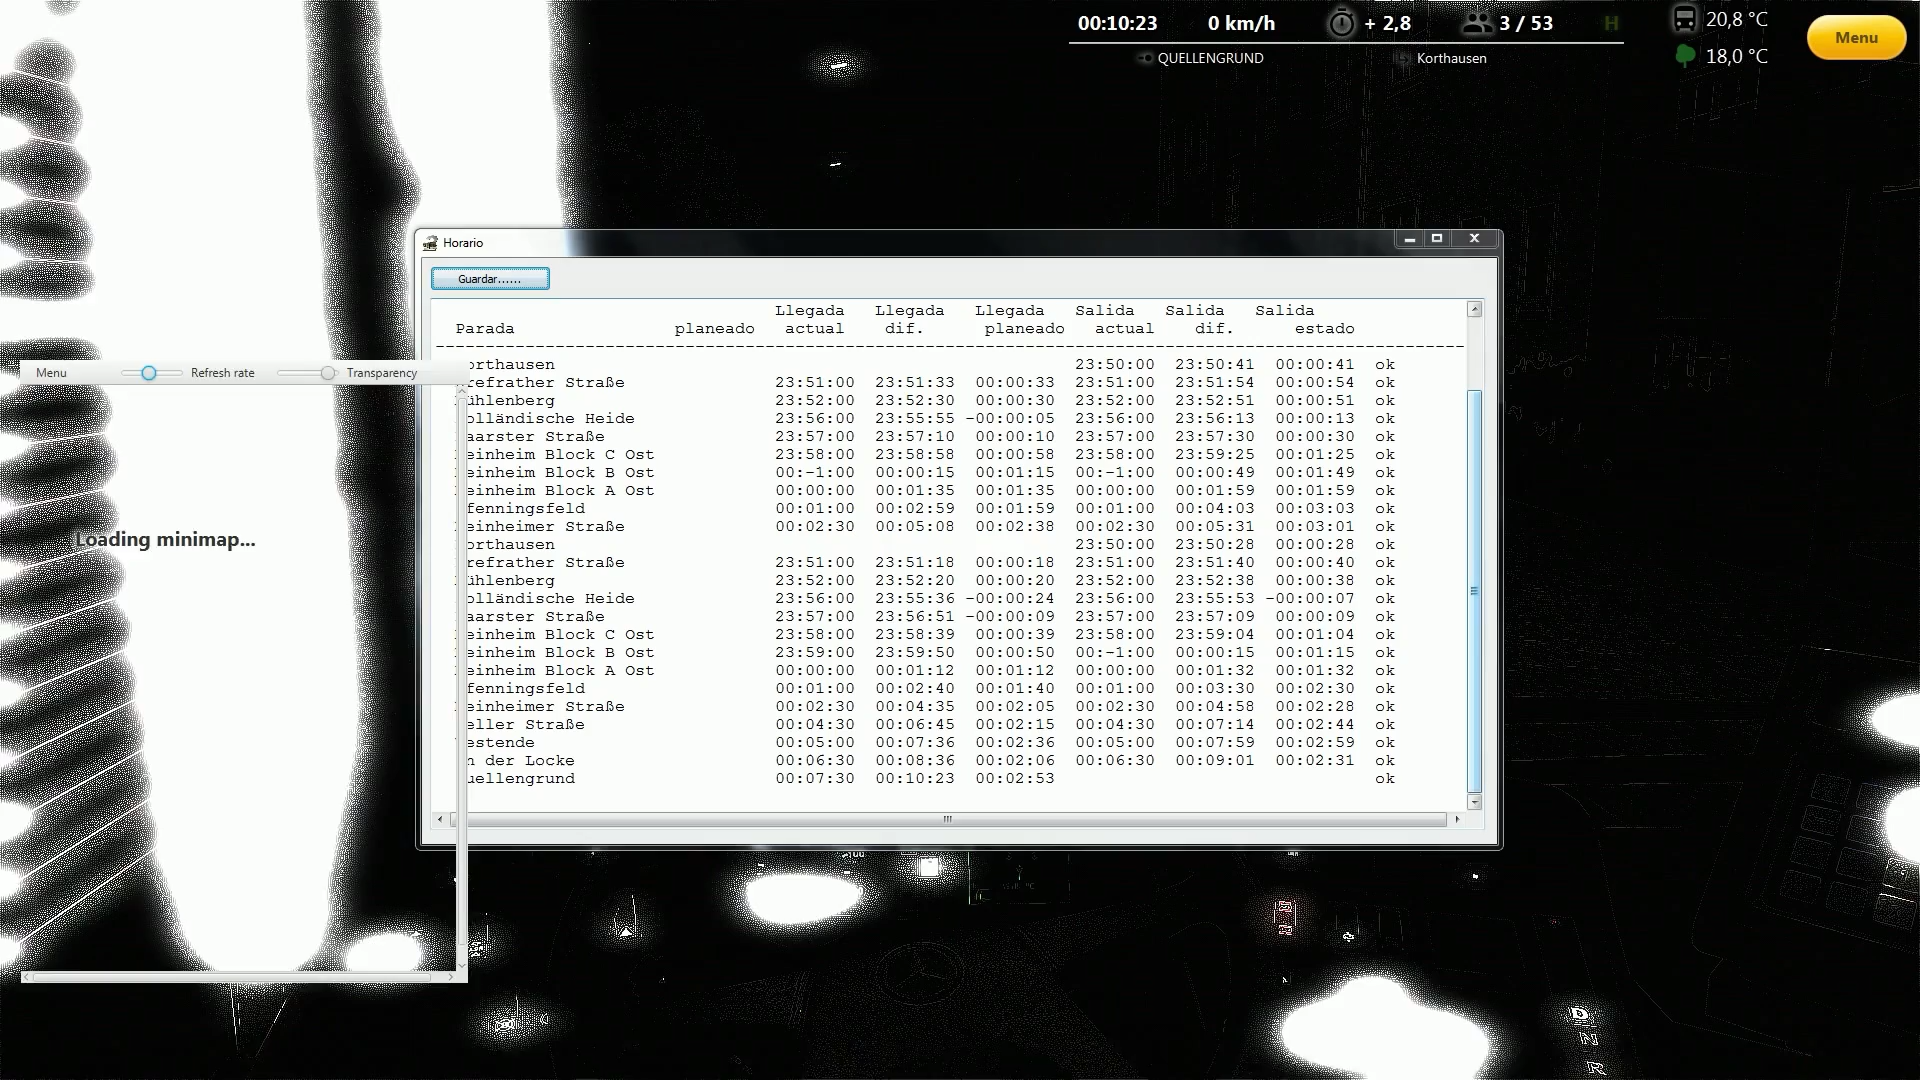 00:10:23 0 km/h + 2,8 3 / 53 H 20,8 °C Menu
QUELLENGRUND Korthausen 18,0 °C
Horario
Guardar......
Llegada Llegada Llegada Salida Salida Salida
Parada planeado actual dif. planeado actual dif. estado
orthausen 23:50:00 23:50:41 00:00:41 ok
Menu Refresh rate Transparency
refrather Straße 23:51:00 23:51:33 00:00:33 23:51:00 23:51:54 00:00:54 ok
ühlenberg 23:52:00 23:52:30 00:00:30 23:52:00 23:52:51 00:00:51 ok
olländische Heide 23:56:00 23:55:55 -00:00:05 23:56:00 23:56:13 00:00:13 ok
aarster Straße 23:57:00 23:57:10 00:00:10 23:57:00 23:57:30 00:00:30 ok
einheim Block C Ost 23:58:00 23:58:58 00:00:58 23:58:00 23:59:25 00:01:25 ok
einheim Block B Ost 00:-1:00 00:00:15 00:01:15 00:-1:00 00:00:49 00:01:49 ok
einheim Block A Ost 00:00:00 00:01:35 00:01:35 00:00:00 00:01:59 00:01:59 ok
fenningsfeld 00:01:00 00:02:59 00:01:59 00:01:00 00:04:03 00:03:03 ok
einheimer Straße 00:02:30 00:05:08 00:02:38 00:02:30 00:05:31 00:03:01 ok
orthausen 23:50:00 23:50:28 00:00:28 ok
Loading minimap...
refrather Straße 23:51:00 23:51:18 00:00:18 23:51:00 23:51:40 00:00:40 ok
ühlenberg 23:52:00 23:52:20 00:00:20 23:52:00 23:52:38 00:00:38 ok
olländische Heide 23:56:00 23:55:36 -00:00:24 23:56:00 23:55:53 -00:00:07 ok
aarster Straße 23:57:00 23:56:51 -00:00:09 23:57:00 23:57:09 00:00:09 ok
einheim Block C Ost 23:58:00 23:58:39 00:00:39 23:58:00 23:59:04 00:01:04 ok
einheim Block B Ost 23:59:00 23:59:50 00:00:50 00:-1:00 00:00:15 00:01:15 ok
einheim Block A Ost 00:00:00 00:01:12 00:01:12 00:00:00 00:01:32 00:01:32 ok
fenningsfeld 00:01:00 00:02:40 00:01:40 00:01:00 00:03:30 00:02:30 ok
einheimer Straße 00:02:30 00:04:35 00:02:05 00:02:30 00:04:58 00:02:28 ok
eller Straße 00:04:30 00:06:45 00:02:15 00:04:30 00:07:14 00:02:44 ok
estende 00:05:00 00:07:36 00:02:36 00:05:00 00:07:59 00:02:59 ok
n der Locke 00:06:30 00:08:36 00:02:06 00:06:30 00:09:01 00:02:31 ok
uellengrund 00:07:30 00:10:23 00:02:53 ok
D
N
R